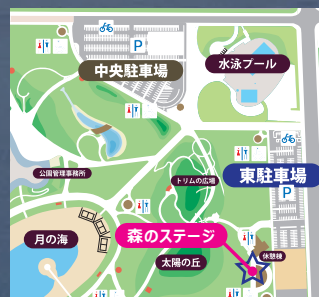 P
中央駐車場
水泳プール
公園管理事務所
トリムの広場
東駐車場
P
月の海
森のステージ
太陽の丘
休憩棟